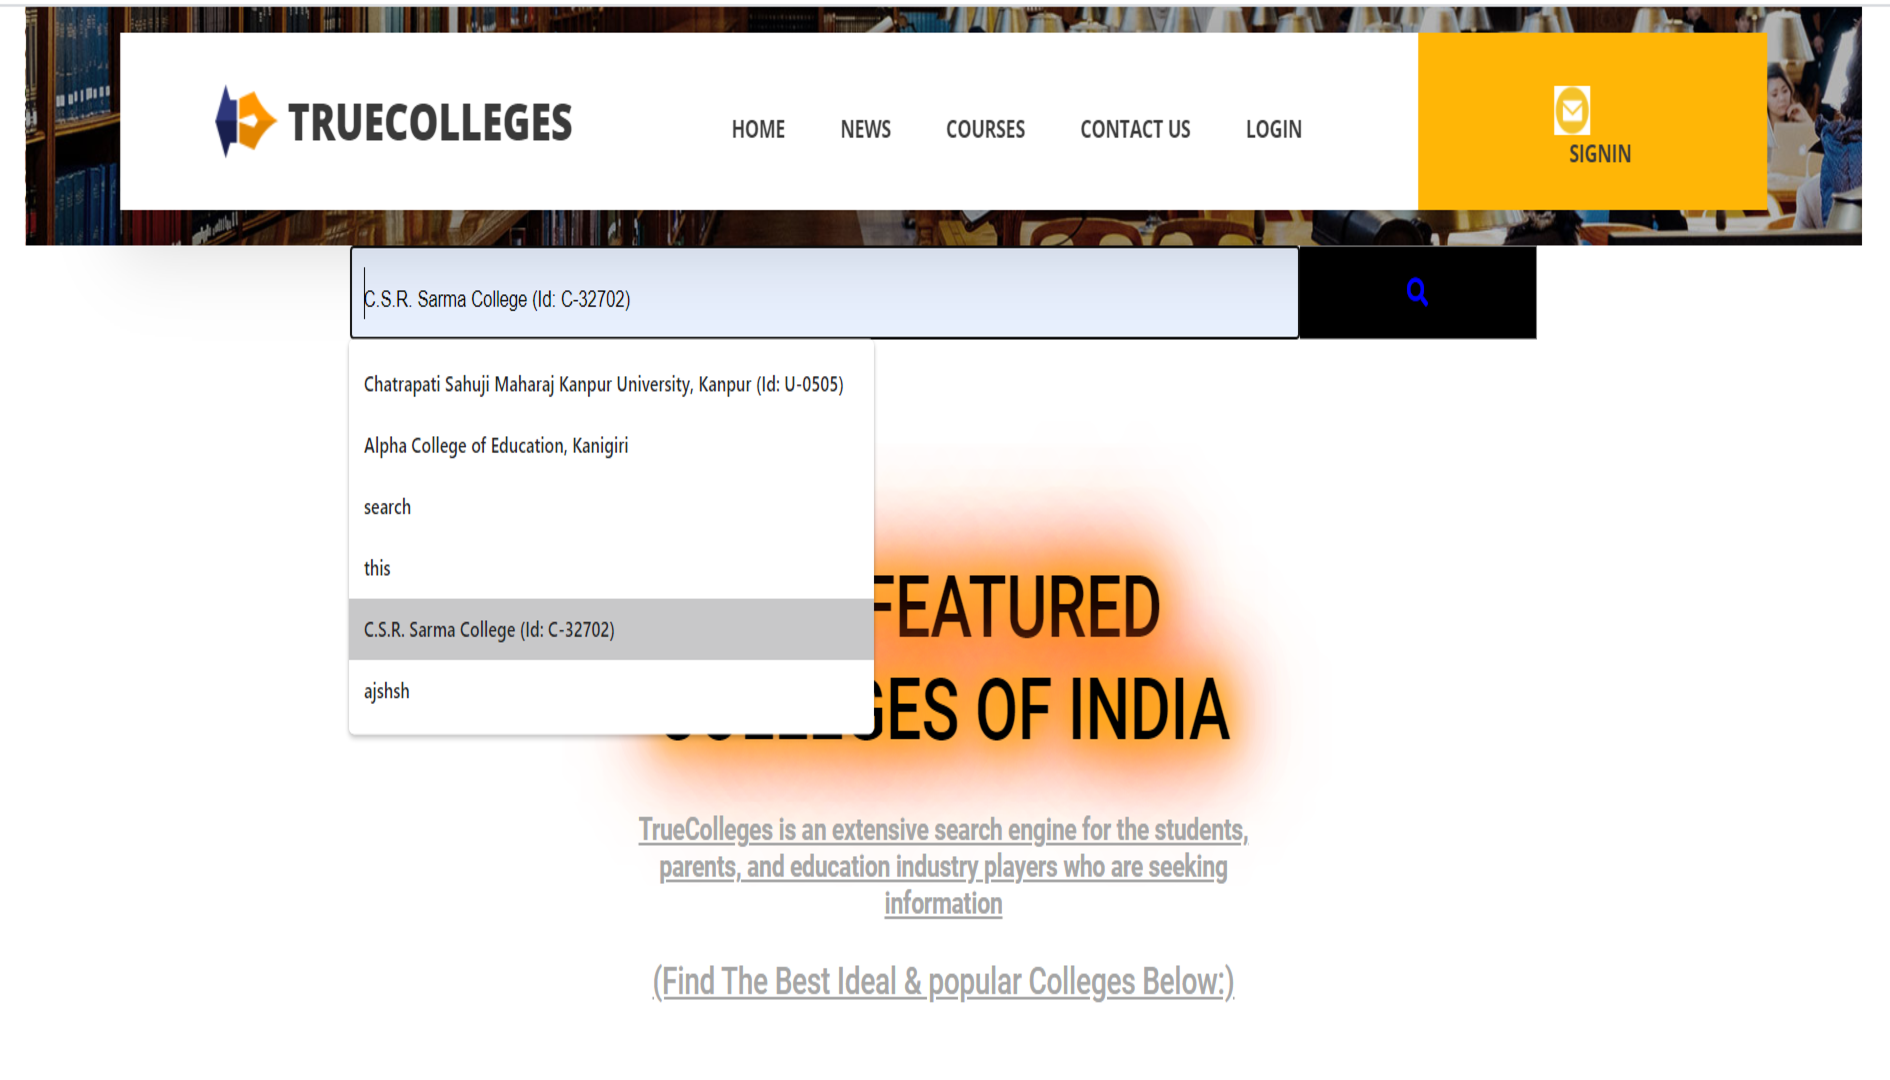 TRUECOLLEGES
HOME NEWS COURSES CONTACT US LOGIN
SIGNIN
C.S.R. Sarma College (Id: C-32702)
Chatrapati Sahuji Maharaj Kanpur University, Kanpur (Id: U-0505)
Alpha College of Education, Kanigiri
search
this
C.S.R. Sarma College (Id: C-32702)
ajshsh
FEATURED
GES OF INDIA
TrueColleges is an extensive search engine for the students,
parents, and education industry players who are seeking
information
(Find The Best Ideal & popular Colleges Below:)